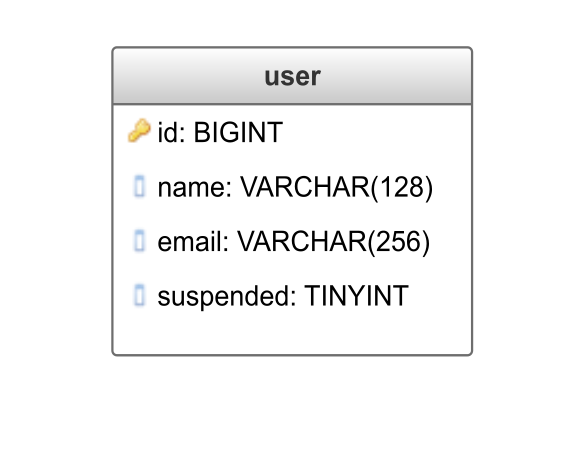 user
id: BIGINT
name: VARCHAR(128)
email: VARCHAR(256)
suspended: TINYINT